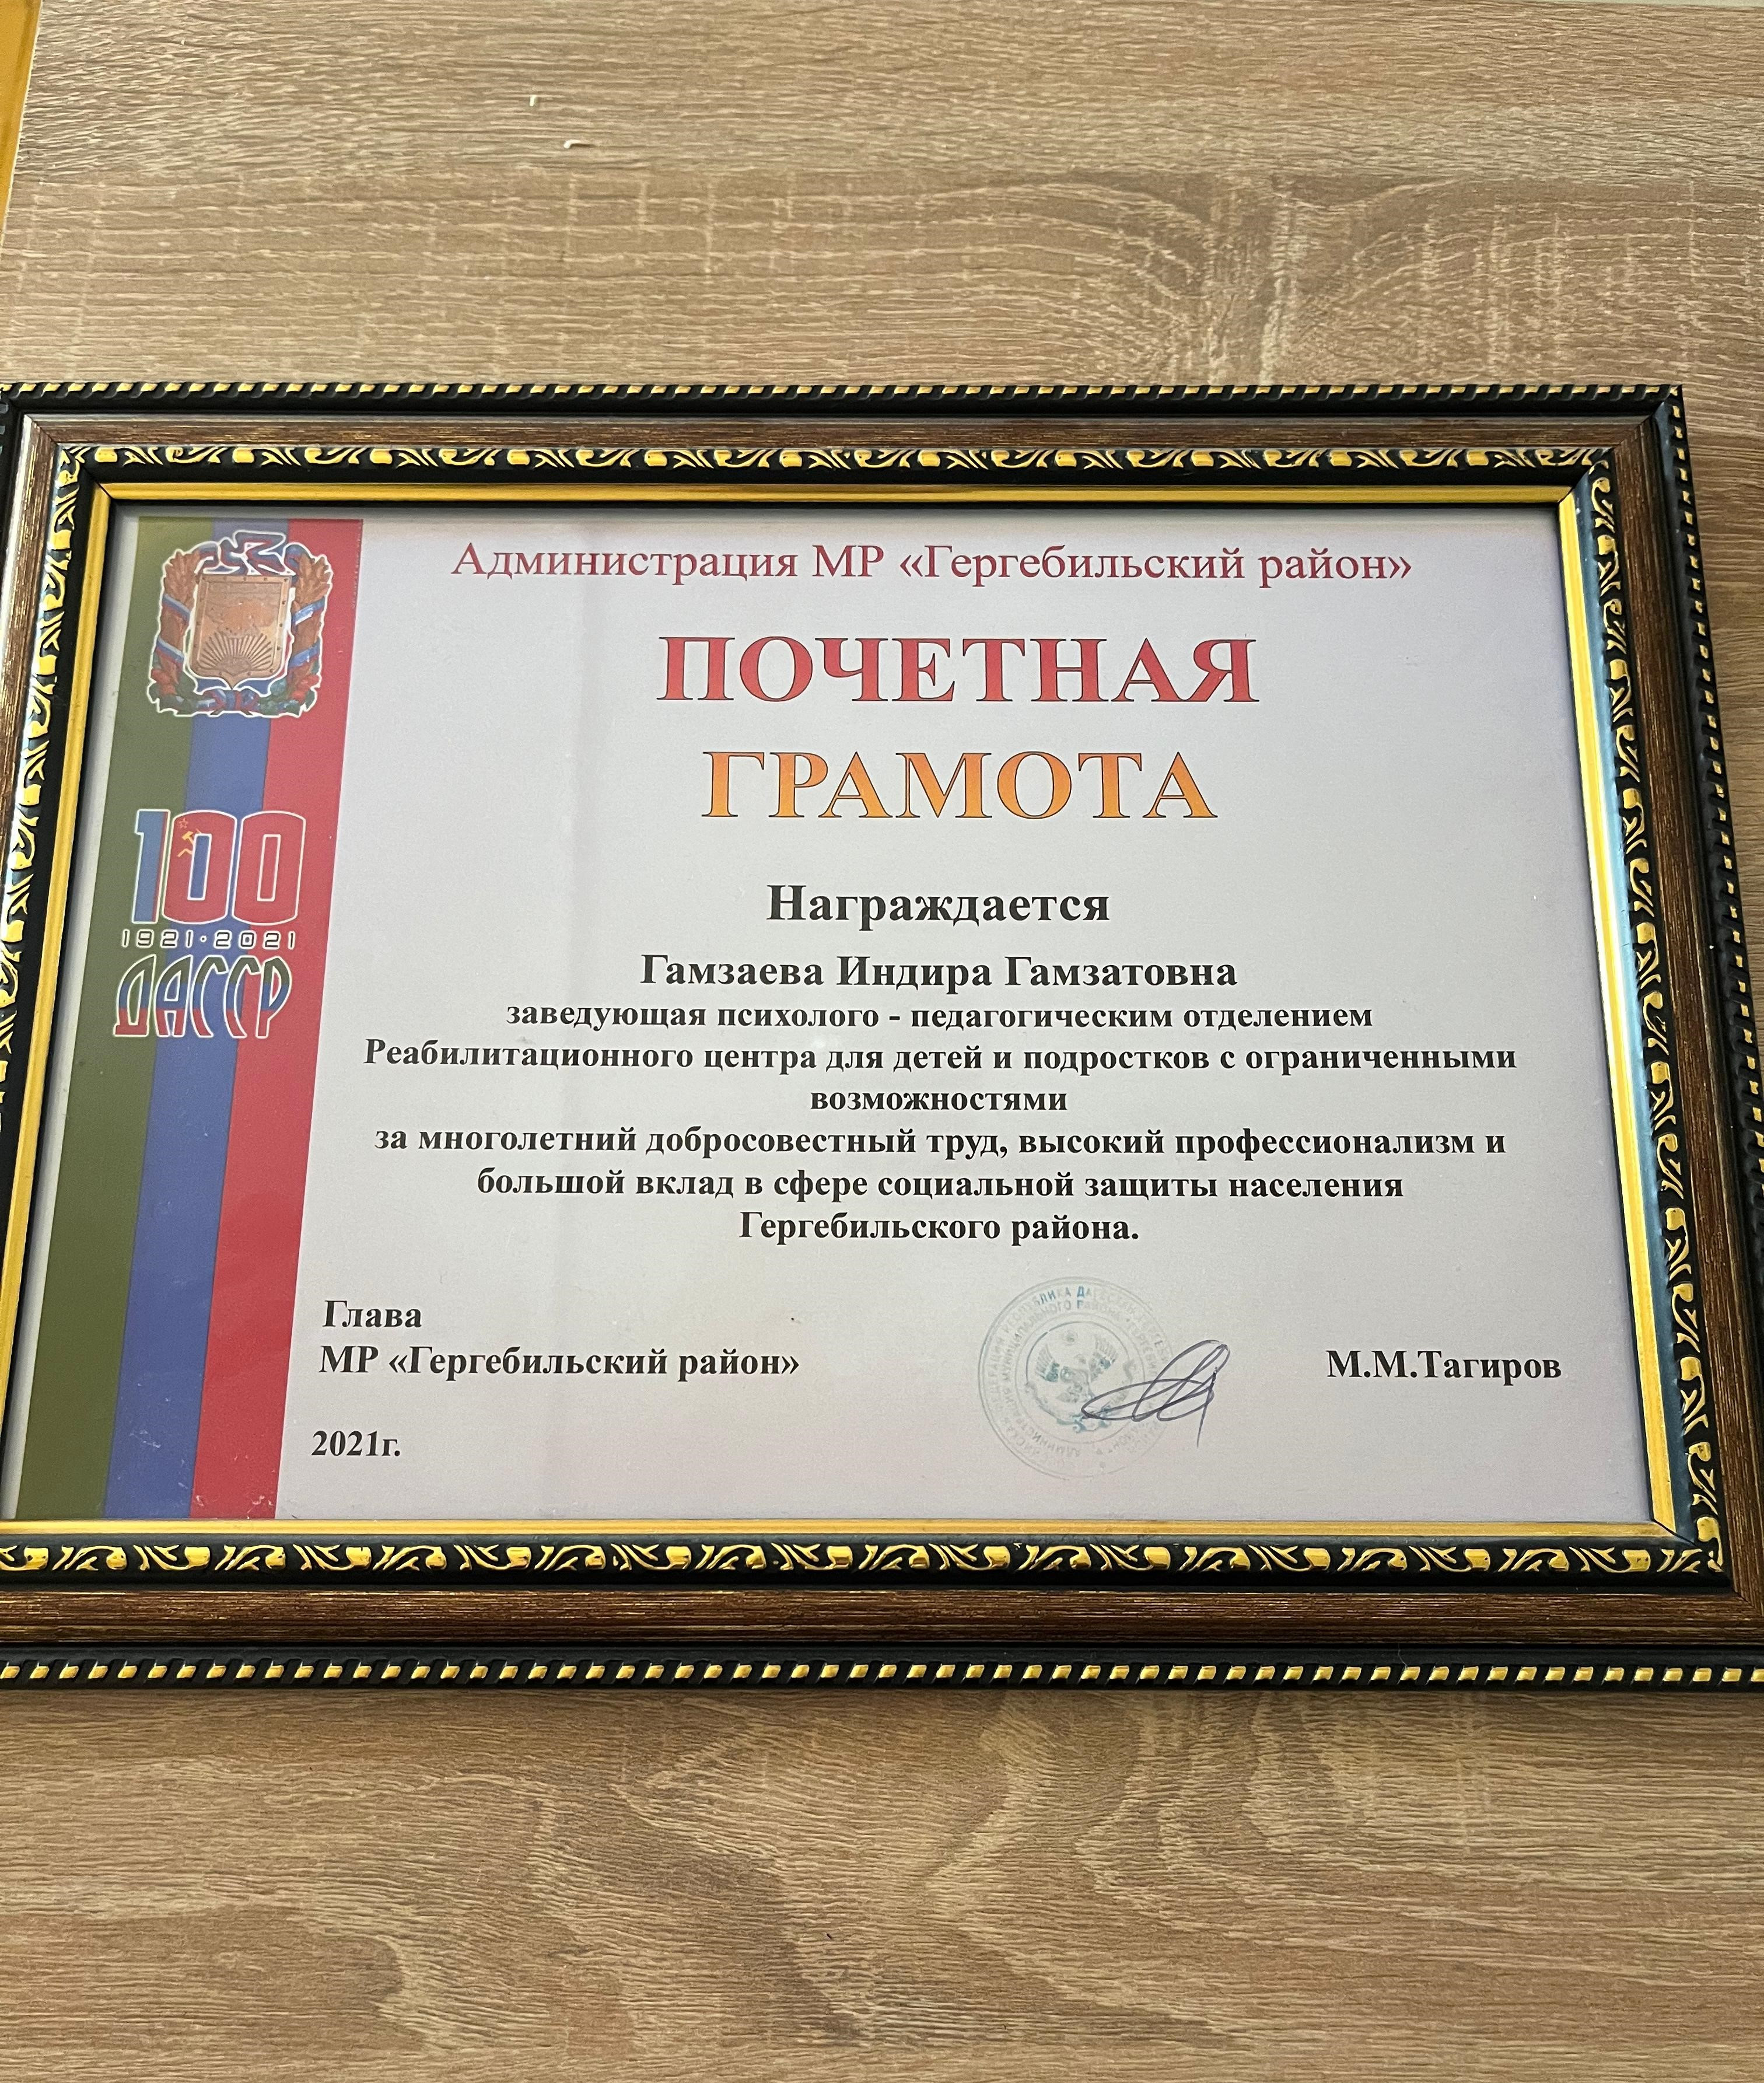 Администрация МР «Гергебильский район»
ПОЧЕТНАЯ
ГРАМОТА
100
1921·2021
ДАССР
Награждается
Гамзаева Индира Гамзатовна
заведующая психолого - педагогическим отделением
Реабилитационного центра для детей и подростков с ограниченными
возможностями
за многолетний добросовестный труд, высокий профессионализм и
большой вклад в сфере социальной защиты населения
Гергебильского района.
Глава
МР «Гергебильский район»
М.М.Тагиров
2021г.